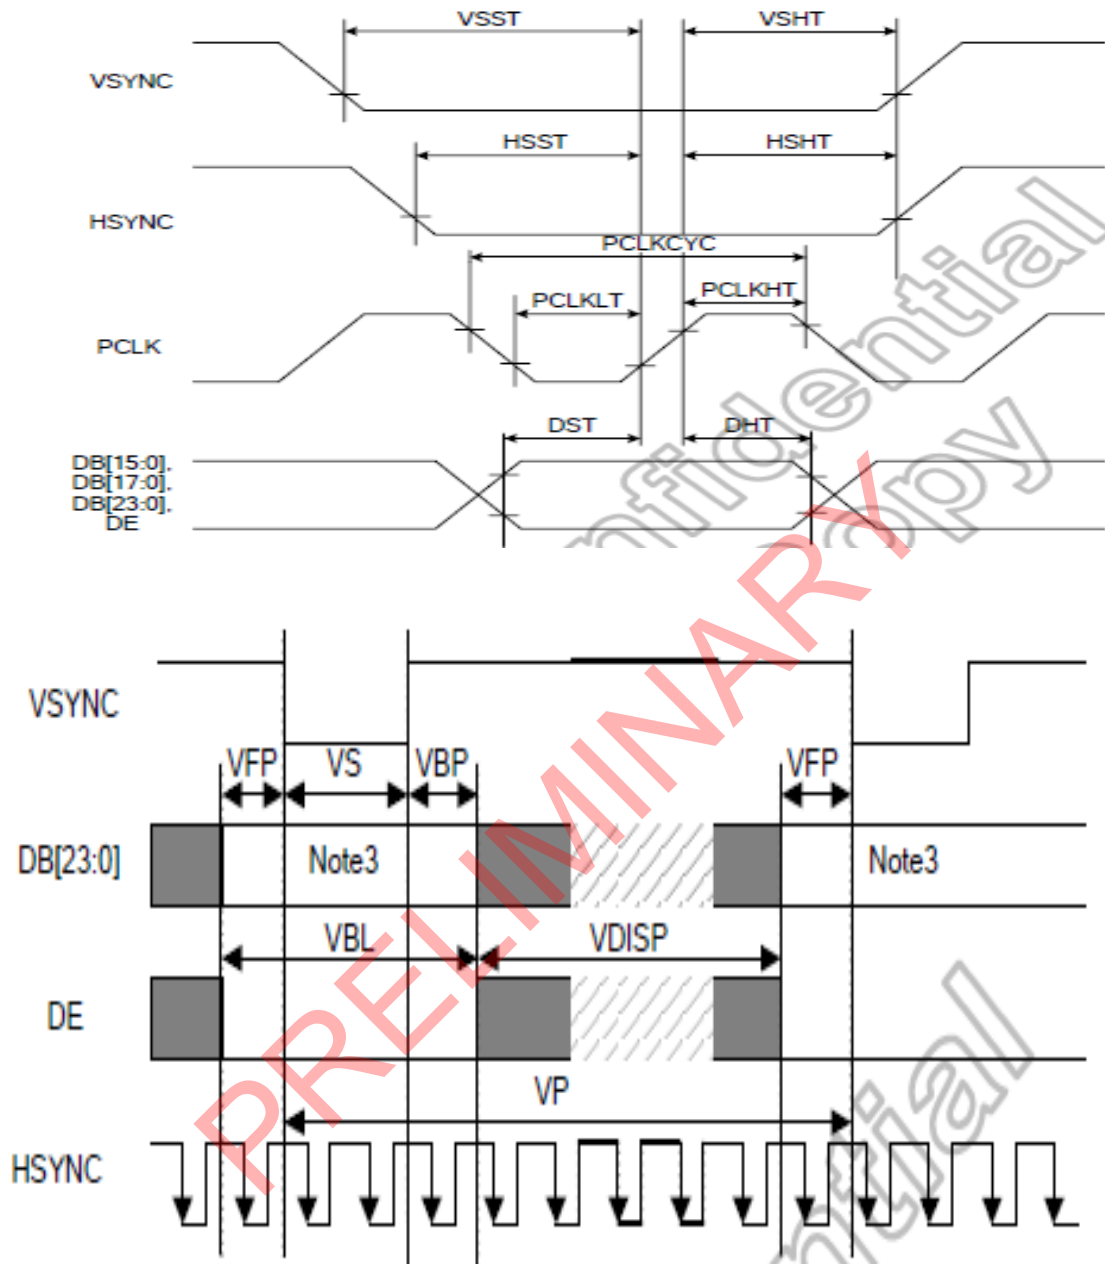 VSST VSHT
VSYNC
HSST HSHT
HSYNC
PCLKCYC
PCLKLT PCLKHT
PCLK
DST DHT
DB[15:0],
DB[17:0],
DB[23:0],
DE
VSYNC
VFP VS VBP VFP
DB[23:0] Note3 Note3
VBL VDISP
DE
VP
HSYNC
PRELIMINARY